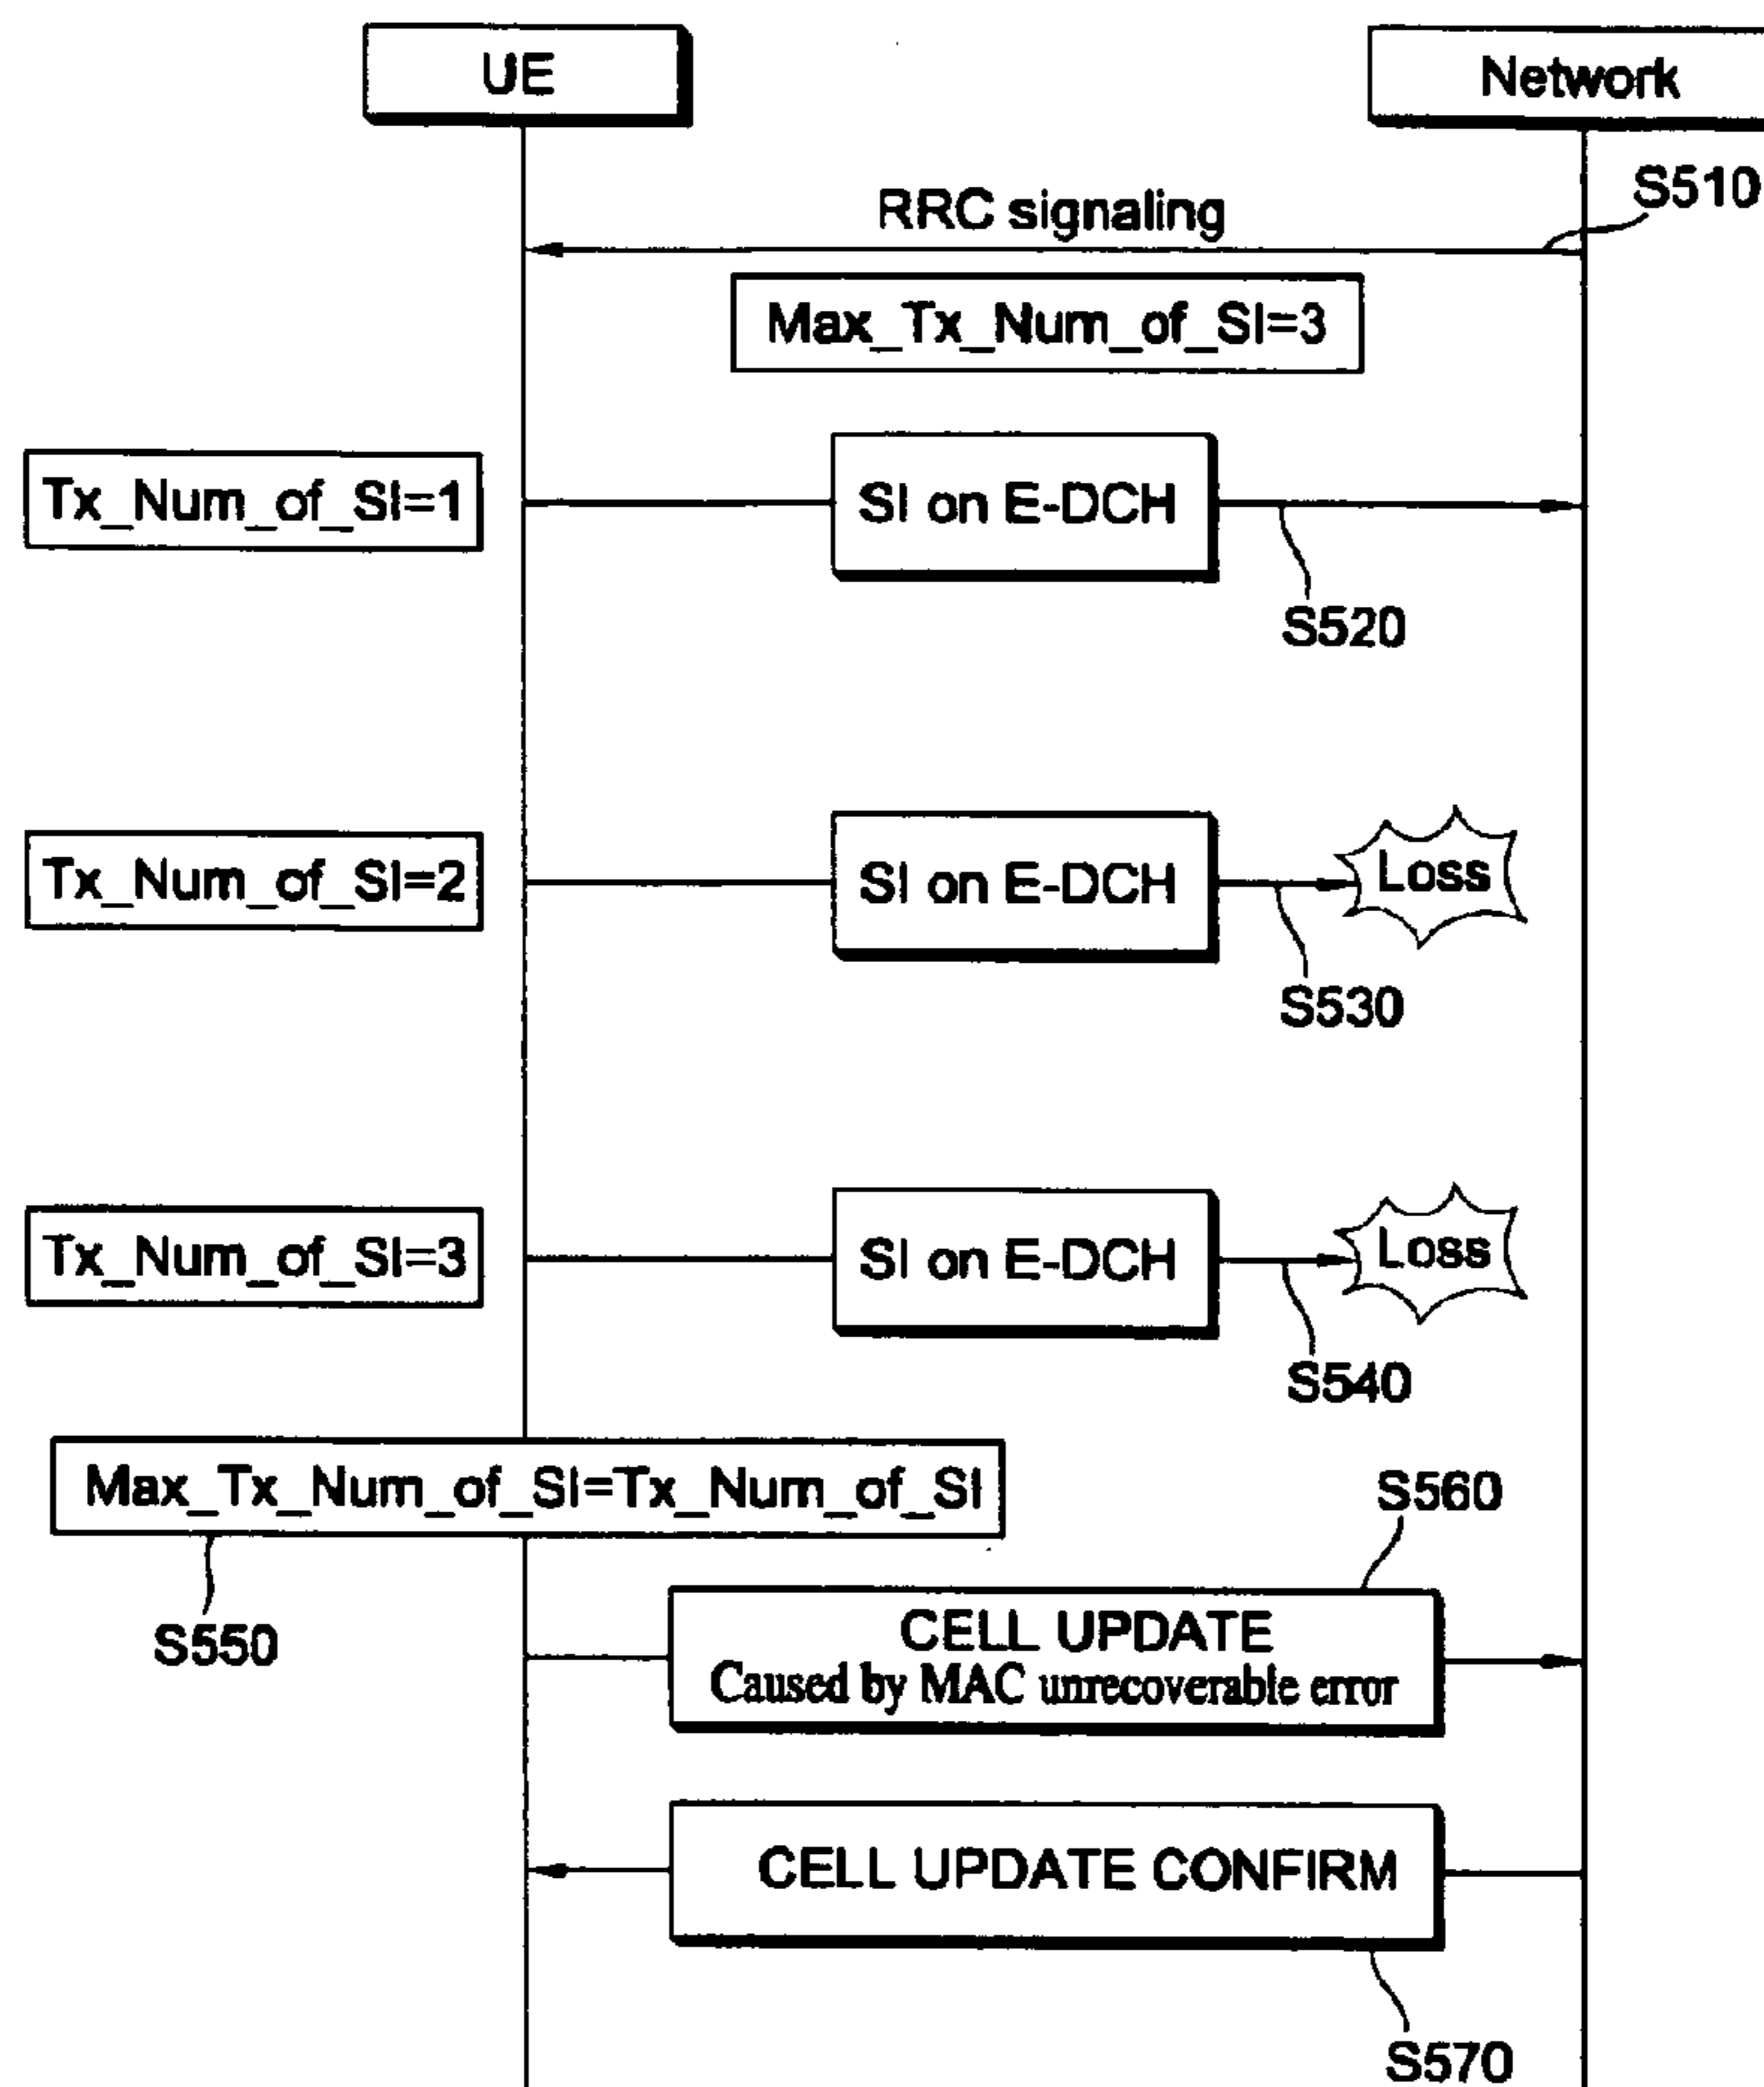 UE
Network
S510
RRC signaling
Max_Tx_Num_of_SI=3
Tx_Num_of_SI=1
SI on E-DCH
S520
Tx_Num_of_SI=2
SI on E-DCH
Loss
S530
Tx_Num_of_SI=3
SI on E-DCH
Loss
S540
Max_Tx_Num_of_SI=Tx_Num_of_SI
S560
S550
CELL UPDATE
Caused by MAC unrecoverable error
CELL UPDATE CONFIRM
S570